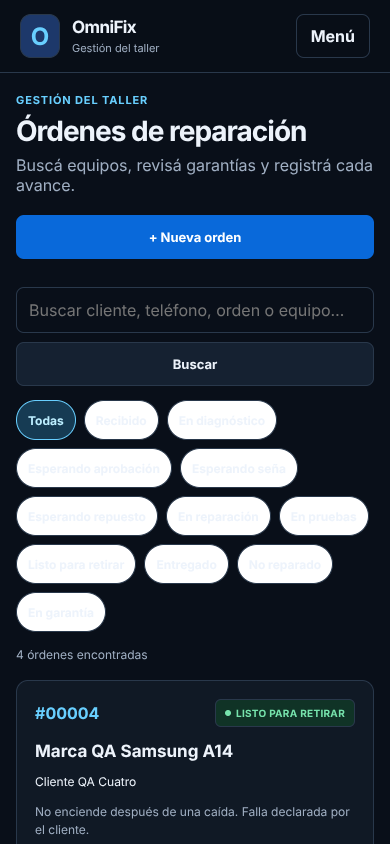 O
OmniFix
Gestión del taller
Menú
GESTIÓN DEL TALLER
Órdenes de reparación
Buscá equipos, revisá garantías y registrá cada
avance.
+ Nueva orden
Buscar cliente, teléfono, orden o equipo...
Buscar
Todas
Recibido
En diagnóstico
Esperando aprobación
Esperando seña
Esperando repuesto
En reparación
En pruebas
Listo para retirar
Entregado
No reparado
En garantía
4 órdenes encontradas
#00004
LISTO PARA RETIRAR
Marca QA Samsung A14
Cliente QA Cuatro
No enciende después de una caída. Falla declarada por
el cliente.